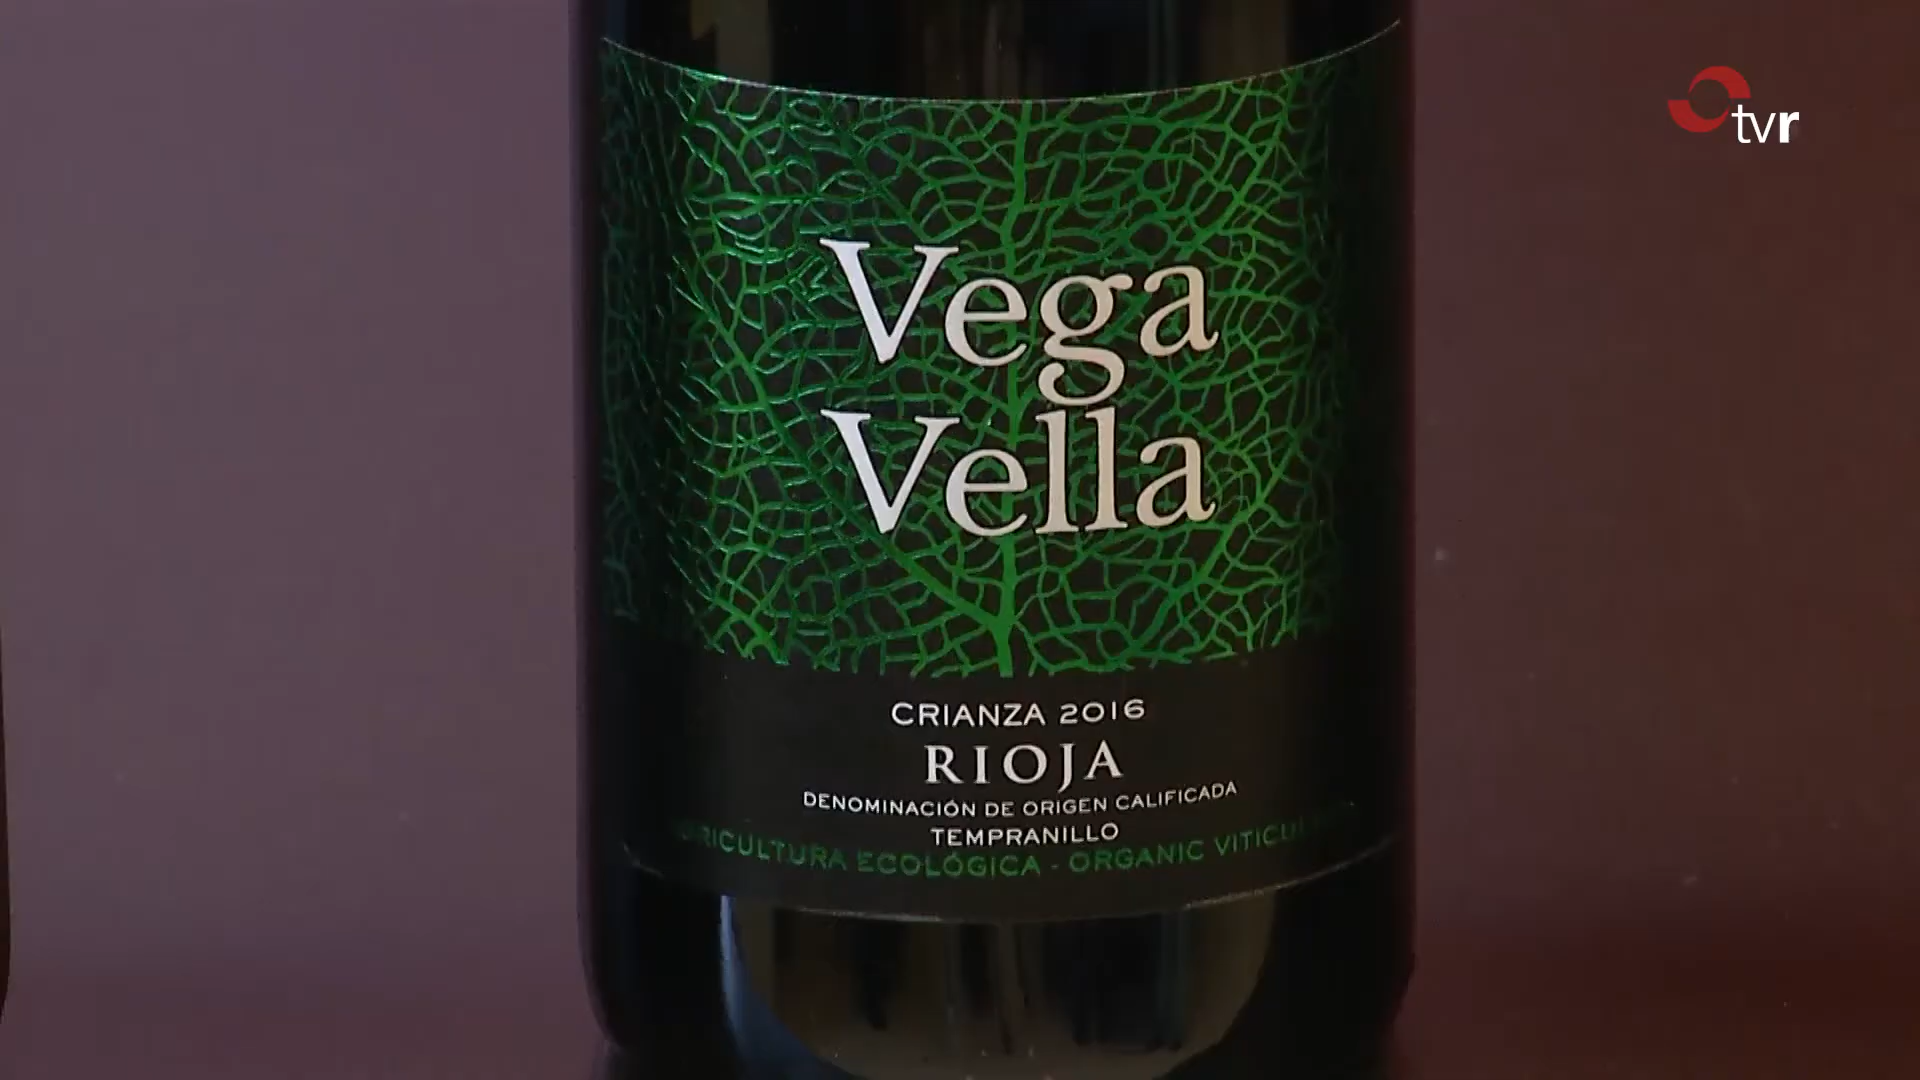 tvr
Vega
Vella
CRIANZA 2016
RIOJA
DENOMINACIÓN DE ORIGEN CALIFICADA
TEMPRANILLO
ECOLÓGICA - ORGANIC